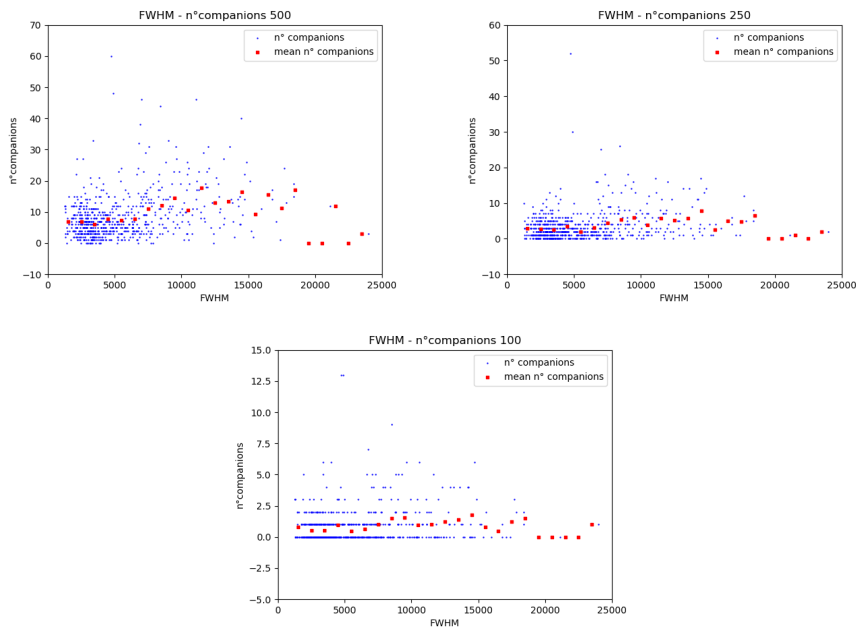 FWHM - n°companions 500
70
60
50
40
30
20
10
0
−10
n°companions
n° companions
mean n° companions
0 5000 10000 15000 20000 25000
FWHM
FWHM - n°companions 250
60
50
40
30
20
10
0
−10
n°companions
n° companions
mean n° companions
0 5000 10000 15000 20000 25000
FWHM
FWHM - n°companions 100
15.0
12.5
10.0
7.5
5.0
2.5
0.0
−2.5
−5.0
n°companions
n° companions
mean n° companions
0 5000 10000 15000 20000 25000
FWHM